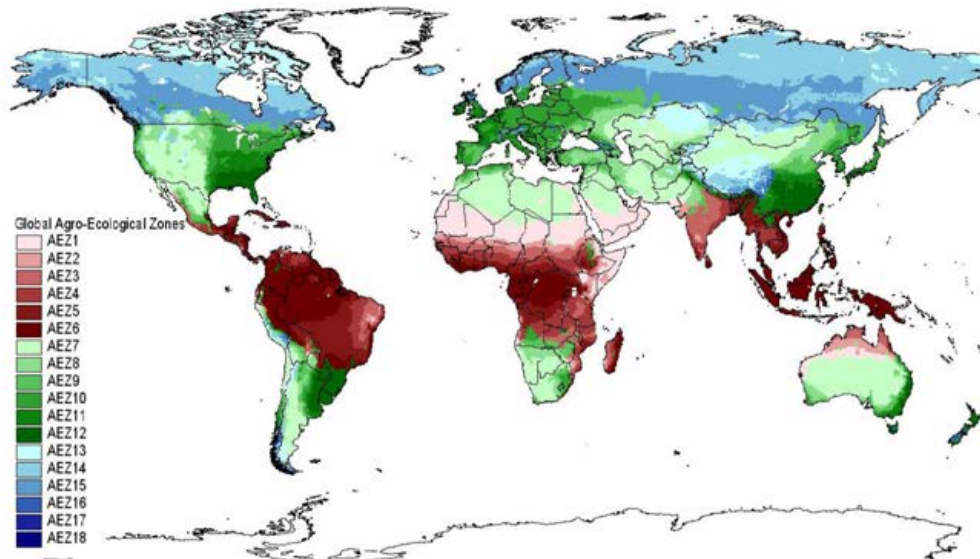 Global Agro-Ecological Zones
AEZ1
AEZ2
AEZ3
AEZ4
AEZ5
AEZ6
AEZ7
AEZ8
AEZ9
AEZ10
AEZ11
AEZ12
AEZ13
AEZ14
AEZ15
AEZ16
AEZ17
AEZ18